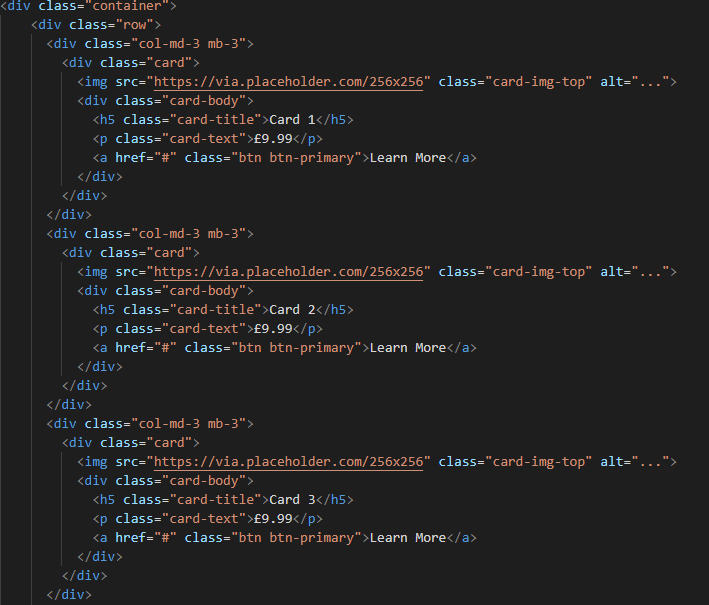 <div class="container">
<div class="row">
<div class="col-md-3 mb-3">
<div class="card">
<img src="https://via.placeholder.com/256x256" class="card-img-top" alt="...">
<div class="card-body">
<h5 class="card-title">Card 1</h5>
<p class="card-text">£9.99</p>
<a href="#" class="btn btn-primary">Learn More</a>
</div>
</div>
</div>
<div class="col-md-3 mb-3">
<div class="card">
<img src="https://via.placeholder.com/256x256" class="card-img-top" alt="...">
<div class="card-body">
<h5 class="card-title">Card 2</h5>
<p class="card-text">£9.99</p>
<a href="#" class="btn btn-primary">Learn More</a>
</div>
</div>
</div>
<div class="col-md-3 mb-3">
<div class="card">
<img src="https://via.placeholder.com/256x256" class="card-img-top" alt="...">
<div class="card-body">
<h5 class="card-title">Card 3</h5>
<p class="card-text">£9.99</p>
<a href="#" class="btn btn-primary">Learn More</a>
</div>
</div>
</div>